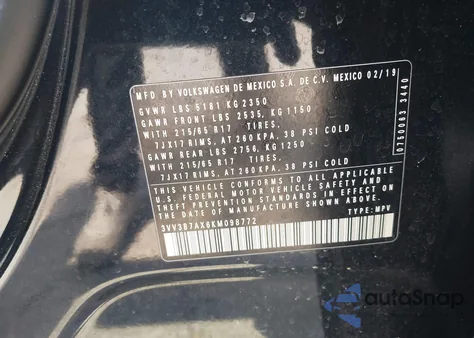 MFD. BY VOLKSWAGEN DE MEXICO S.A. DE C.V. MEXICO 02/19
GVWR LBS 5181 KG 2350
GAWR FRONT LBS 2535, KG 1150
WITH 215/65 R17 TIRES,
7JX17 RIMS, AT 260 KPA, 38 PSI COLD
GAWR REAR LBS 2756, KG 1250
WITH 215/65 R17 TIRES,
7JX17 RIMS, AT 260 KPA, 38 PSI COLD
THIS VEHICLE CONFORMS TO ALL APPLICABLE
U.S. FEDERAL MOTOR VEHICLE SAFETY AND
THEFT PREVENTION STANDARDS IN EFFECT ON
THE DATE OF MANUFACTURE SHOWN ABOVE.
3VV3B7AX6KM098772 TYPE: MPV
0750063 3440
autoSnap